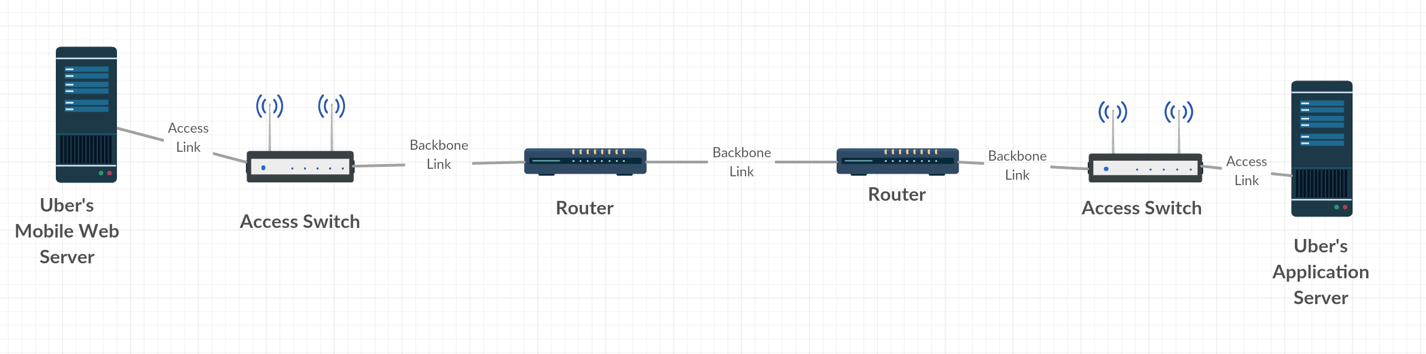 Access
Link
Backbone
Link
Backbone
Link
Backbone
Link
Access
Link
Uber's
Mobile Web
Server
Access Switch
Router
Router
Access Switch
Uber's
Application
Server